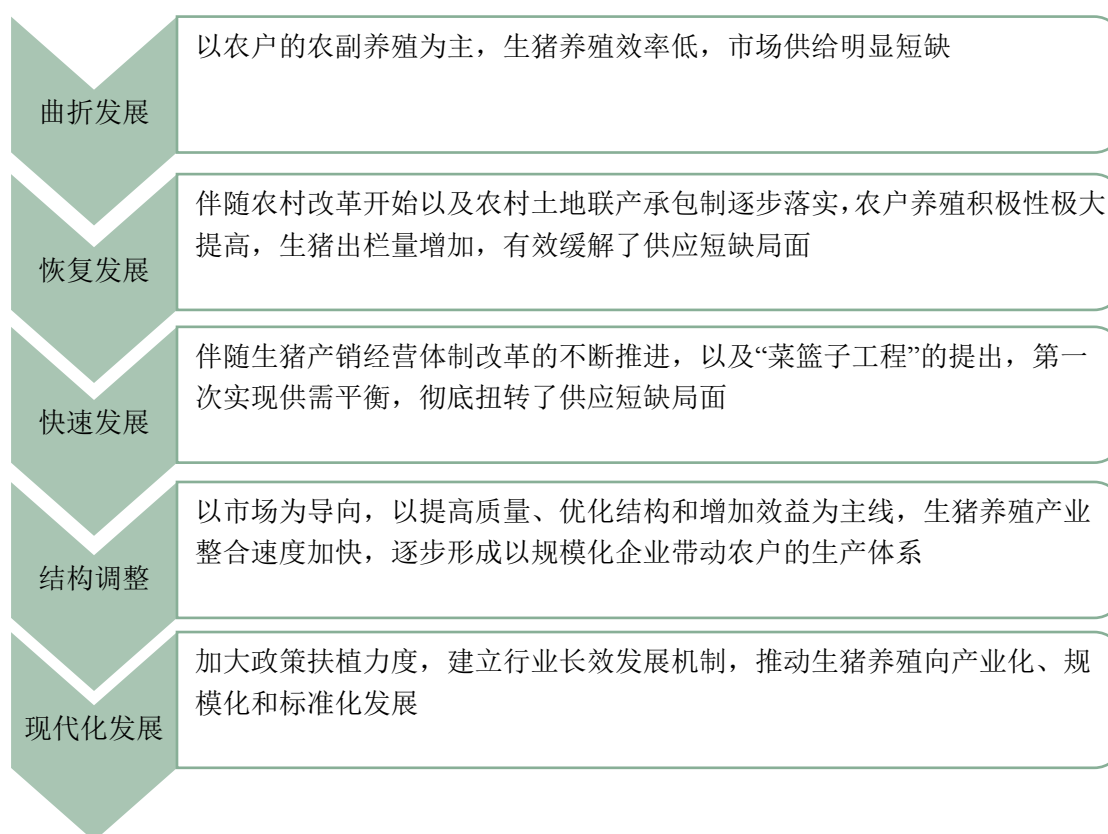 曲折发展
以农户的农副养殖为主，生猪养殖效率低，市场供给明显短缺
恢复发展
伴随农村改革开始以及农村土地联产承包制逐步落实，农户养殖积极性极大
提高，生猪出栏量增加，有效缓解了供应短缺局面
快速发展
伴随生猪产销经营体制改革的不断推进，以及“菜篮子工程”的提出，第一
次实现供需平衡，彻底扭转了供应短缺局面
结构调整
以市场为导向，以提高质量、优化结构和增加效益为主线，生猪养殖产业
整合速度加快，逐步形成以规模化企业带动农户的生产体系
现代化发展
加大政策扶植力度，建立行业长效发展机制，推动生猪养殖向产业化、规
模化和标准化发展